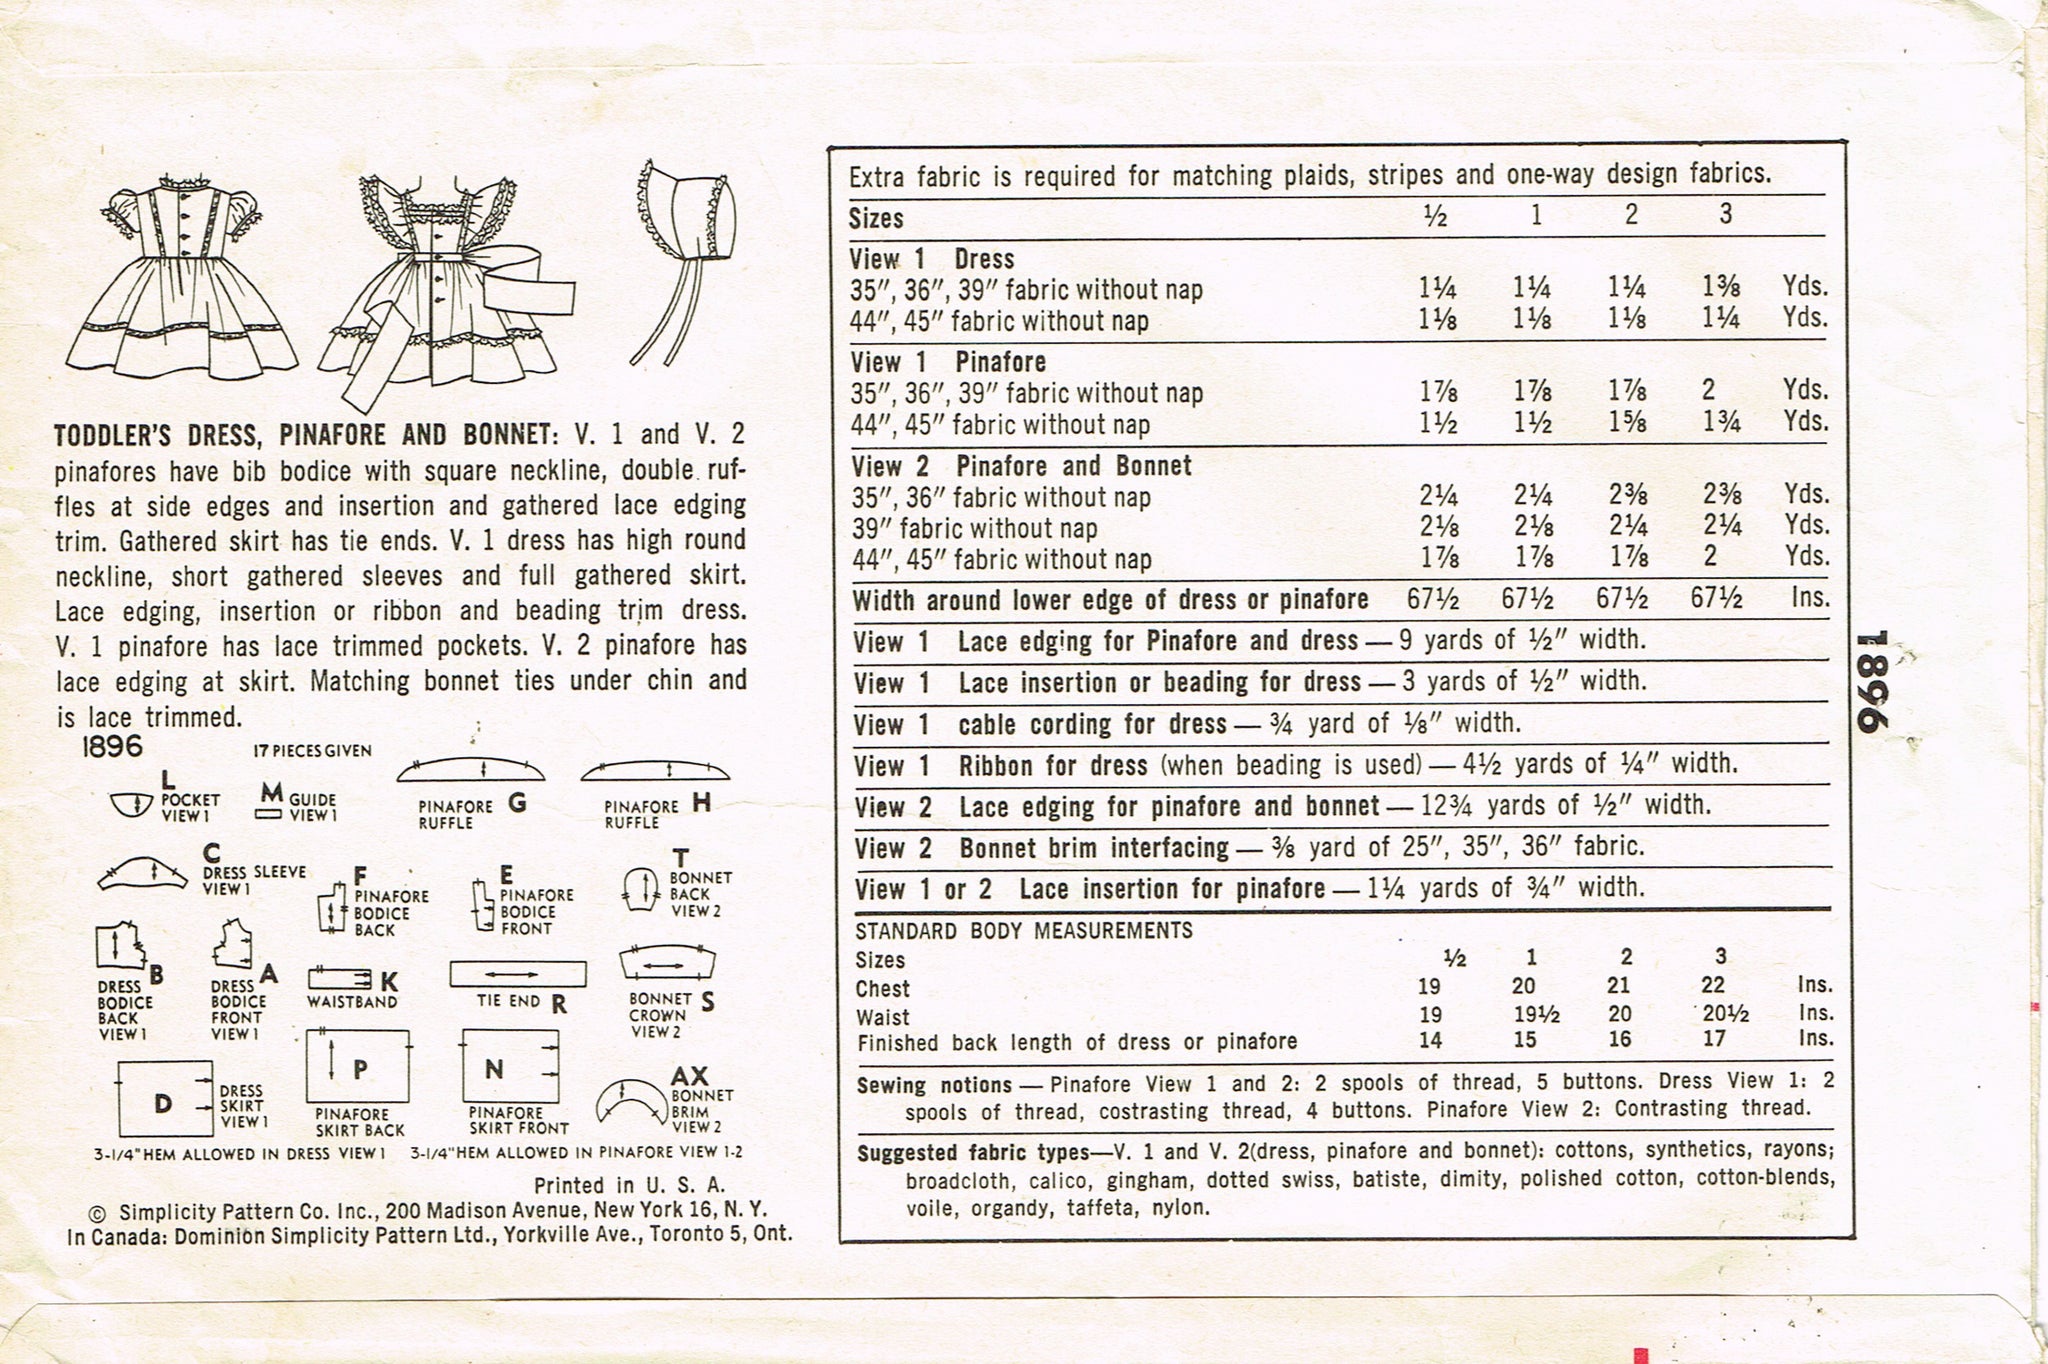 TODDLER'S DRESS, PINAFORE AND BONNET: V. 1 and V. 2
pinafores have bib bodice with square neckline, double ruf-
fles at side edges and insertion and gathered lace edging
trim. Gathered skirt has tie ends. V. 1 dress has high round
neckline, short gathered sleeves and full gathered skirt.
Lace edging, insertion or ribbon and beading trim dress.
V. 1 pinafore has lace trimmed pockets. V. 2 pinafore has
lace edging at skirt. Matching bonnet ties under chin and
is lace trimmed.
1896 17 PIECES GIVEN
L
POCKET
VIEW 1
M GUIDE
VIEW 1
PINAFORE G
RUFFLE
PINAFORE H
RUFFLE
C
DRESS SLEEVE
VIEW 1
F
PINAFORE
BODICE
BACK
E
PINAFORE
BODICE
FRONT
T
BONNET
BACK
VIEW 2
B
DRESS
BODICE
BACK
VIEW 1
A
DRESS
BODICE
FRONT
VIEW 1
K
WAISTBAND
TIE END R
BONNET S
CROWN
VIEW 2
D
DRESS
SKIRT
VIEW 1
P
PINAFORE
SKIRT BACK
N
PINAFORE
SKIRT FRONT
AX
BONNET
BRIM
VIEW 2
3-1/4" HEM ALLOWED IN DRESS VIEW 1 3-1/4" HEM ALLOWED IN PINAFORE VIEW 1-2
Printed in U. S. A.
© Simplicity Pattern Co. Inc., 200 Madison Avenue, New York 16, N. Y.
In Canada: Dominion Simplicity Pattern Ltd., Yorkville Ave., Toronto 5, Ont.
Extra fabric is required for matching plaids, stripes and one-way design fabrics.
Sizes ½ 1 2 3
View 1 Dress
35", 36", 39" fabric without nap 1¼ 1¼ 1¼ 1⅜ Yds.
44", 45" fabric without nap 1⅛ 1⅛ 1⅛ 1¼ Yds.
View 1 Pinafore
35", 36", 39" fabric without nap 1⅞ 1⅞ 1⅞ 2 Yds.
44", 45" fabric without nap 1½ 1½ 1⅝ 1¾ Yds.
View 2 Pinafore and Bonnet
35", 36" fabric without nap 2¼ 2¼ 2⅜ 2⅜ Yds.
39" fabric without nap 2⅛ 2⅛ 2¼ 2¼ Yds.
44", 45" fabric without nap 1⅞ 1⅞ 1⅞ 2 Yds.
Width around lower edge of dress or pinafore 67½ 67½ 67½ 67½ Ins.
View 1 Lace edging for Pinafore and dress — 9 yards of ½" width.
View 1 Lace insertion or beading for dress — 3 yards of ½" width.
View 1 cable cording for dress — ¾ yard of ⅛" width.
View 1 Ribbon for dress (when beading is used) — 4½ yards of ¼" width.
View 2 Lace edging for pinafore and bonnet — 12¾ yards of ½" width.
View 2 Bonnet brim interfacing — ⅜ yard of 25", 35", 36" fabric.
View 1 or 2 Lace insertion for pinafore — 1¼ yards of ¾" width.
STANDARD BODY MEASUREMENTS
Sizes ½ 1 2 3
Chest 19 20 21 22 Ins.
Waist 19 19½ 20 20½ Ins.
Finished back length of dress or pinafore 14 15 16 17 Ins.
Sewing notions — Pinafore View 1 and 2: 2 spools of thread, 5 buttons. Dress View 1: 2
spools of thread, costrasting thread, 4 buttons. Pinafore View 2: Contrasting thread.
Suggested fabric types—V. 1 and V. 2(dress, pinafore and bonnet): cottons, synthetics, rayons;
broadcloth, calico, gingham, dotted swiss, batiste, dimity, polished cotton, cotton-blends,
voile, organdy, taffeta, nylon.
1896